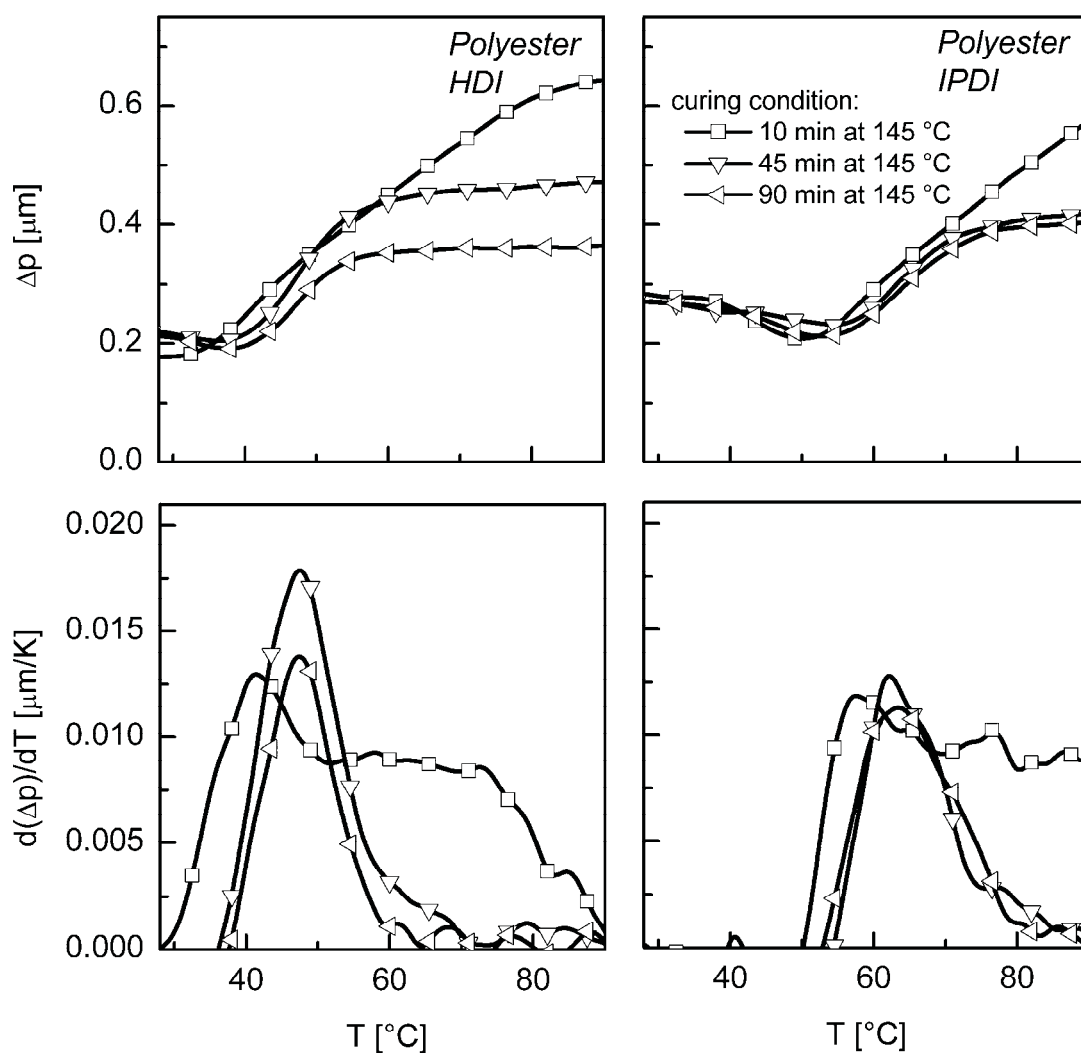 Polyester
HDI
Polyester
IPDI
curing condition:
10 min at 145 °C
45 min at 145 °C
90 min at 145 °C
Δp [μm]
0.6
0.4
0.2
0.0
d(Δp)/dT [μm/K]
0.020
0.015
0.010
0.005
0.000
40 60 80
40 60 80
T [°C]
T [°C]